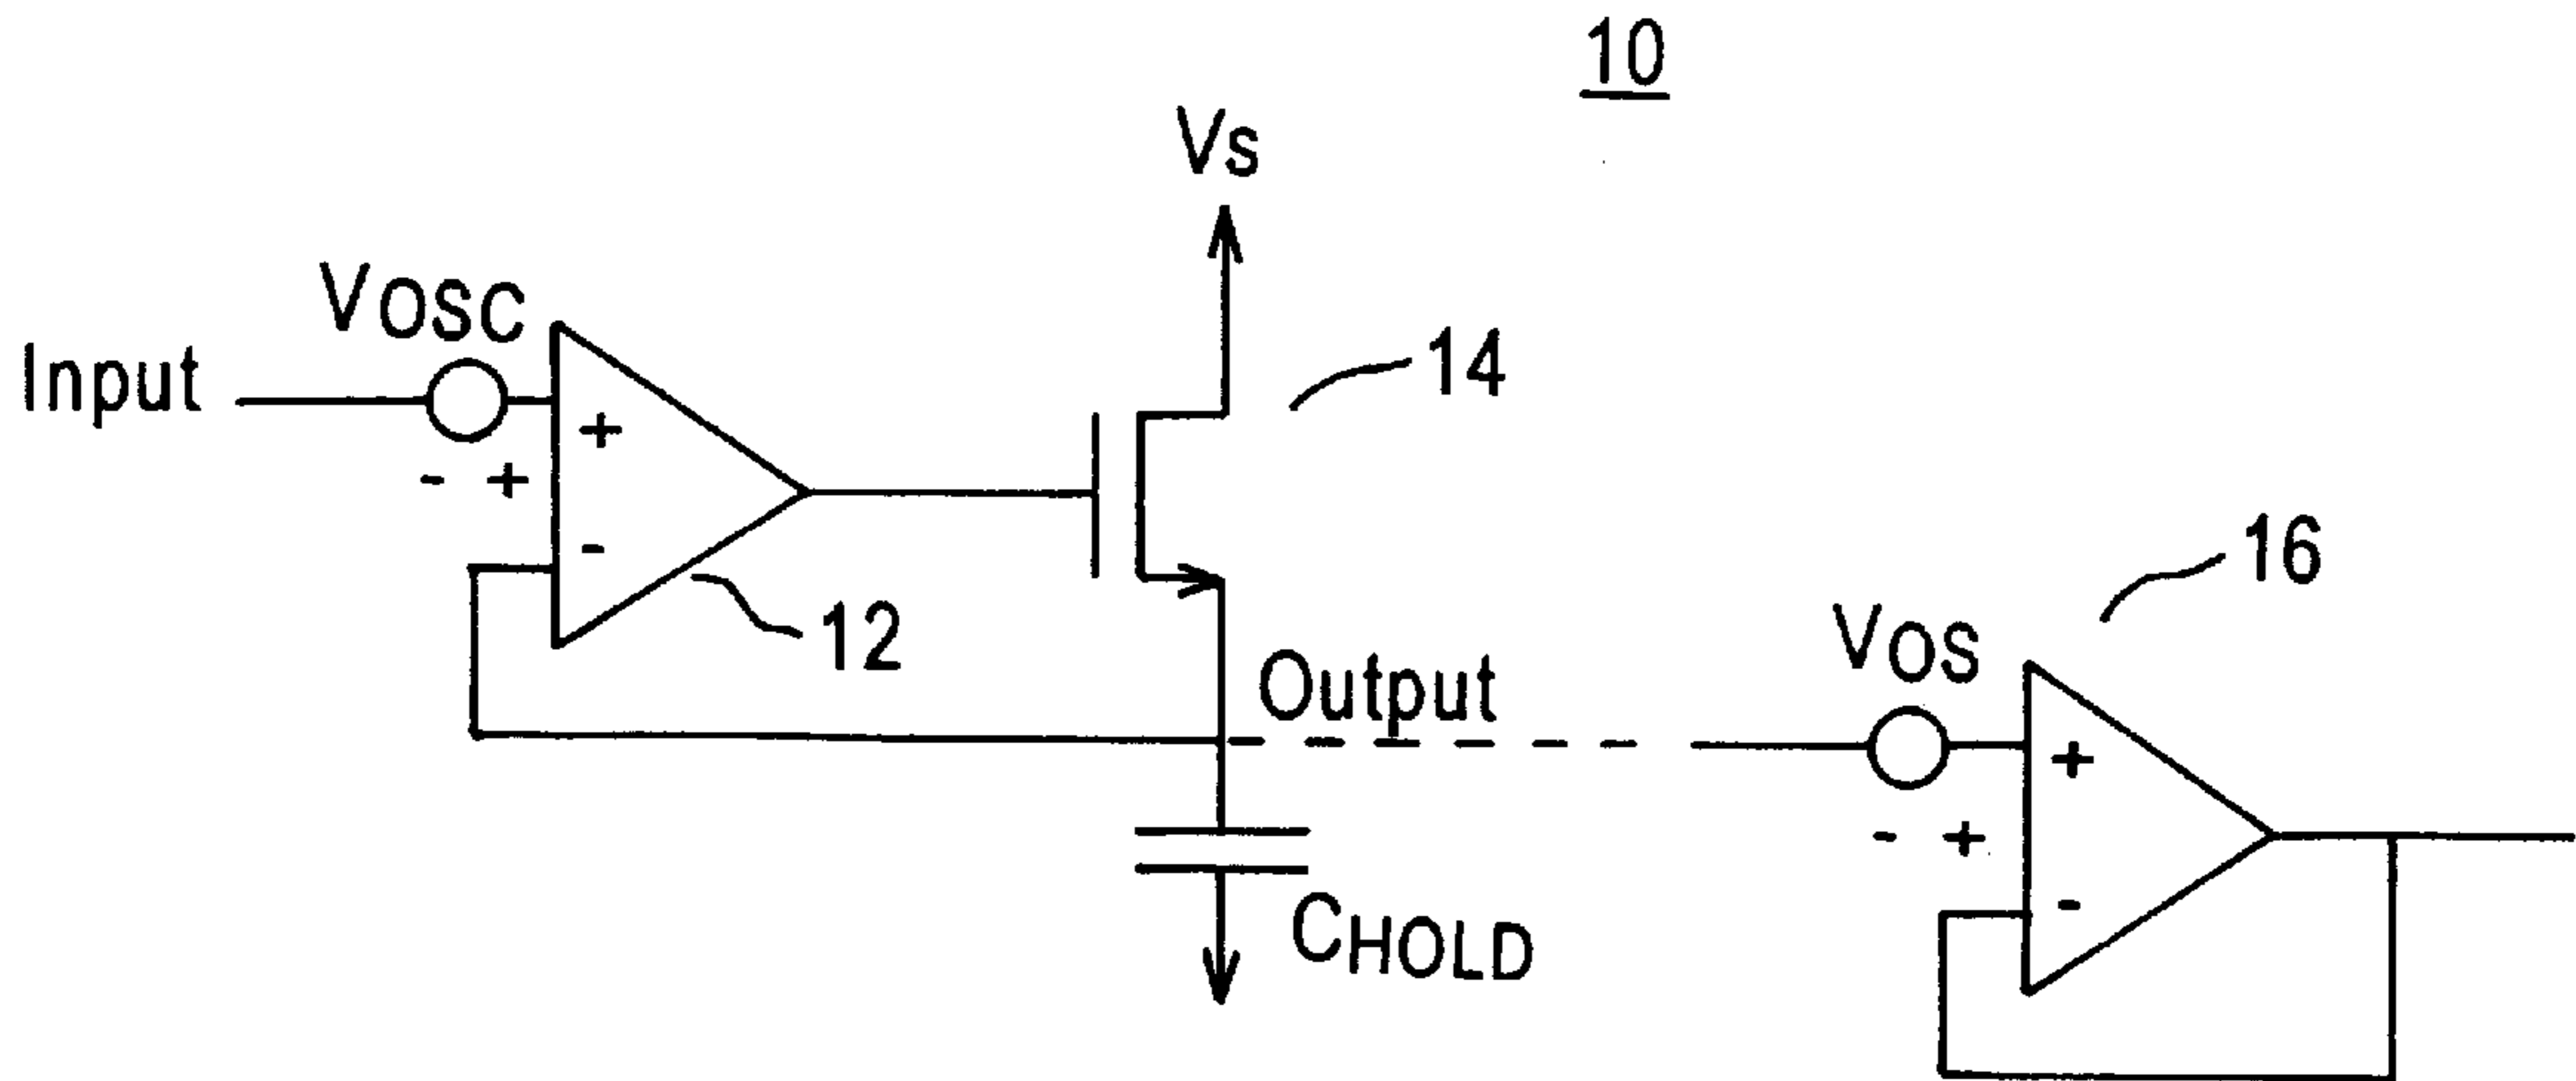 10
Vs
VOSC
Input
+
- +
-
14
12
Output
16
VOS
+
- +
-
CHOLD